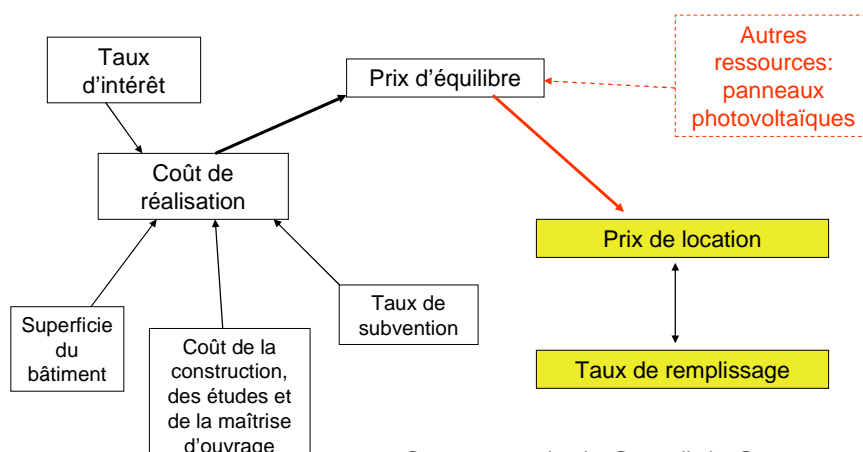 Taux
d'intérêt
Prix d'équilibre
Autres
ressources:
panneaux
photovoltaïques
Coût de
réalisation
Prix de location
Superficie
du
bâtiment
Coût de la
construction,
des études et
de la maîtrise
d'ouvrage
Taux de
subvention
Taux de remplissage